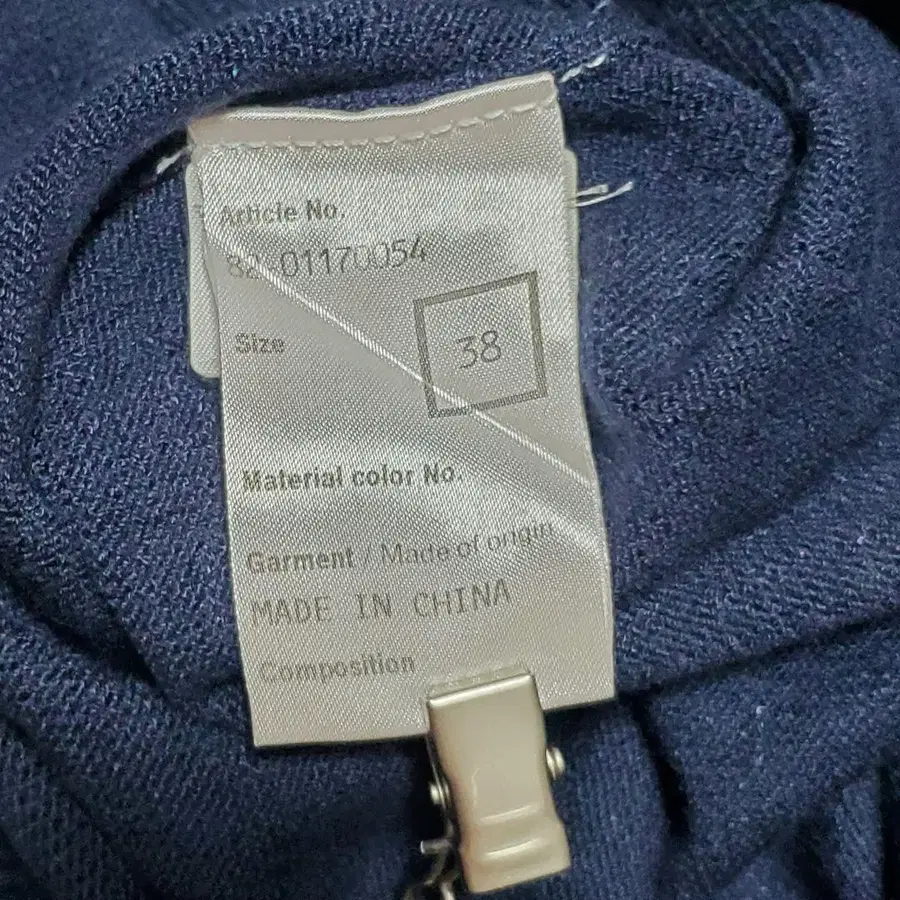 Article No.
82 01170054
Size
38
Material color No.
Garment / Made of origin
MADE IN CHINA
Composition